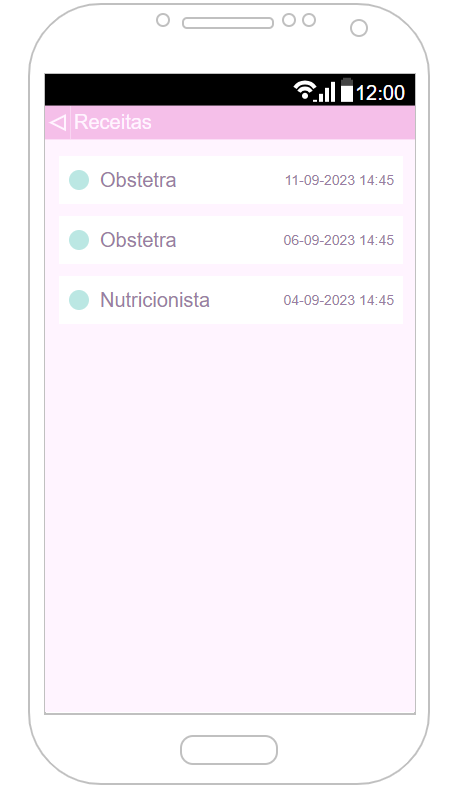 12:00
Receitas
Obstetra 11-09-2023 14:45
Obstetra 06-09-2023 14:45
Nutricionista 04-09-2023 14:45